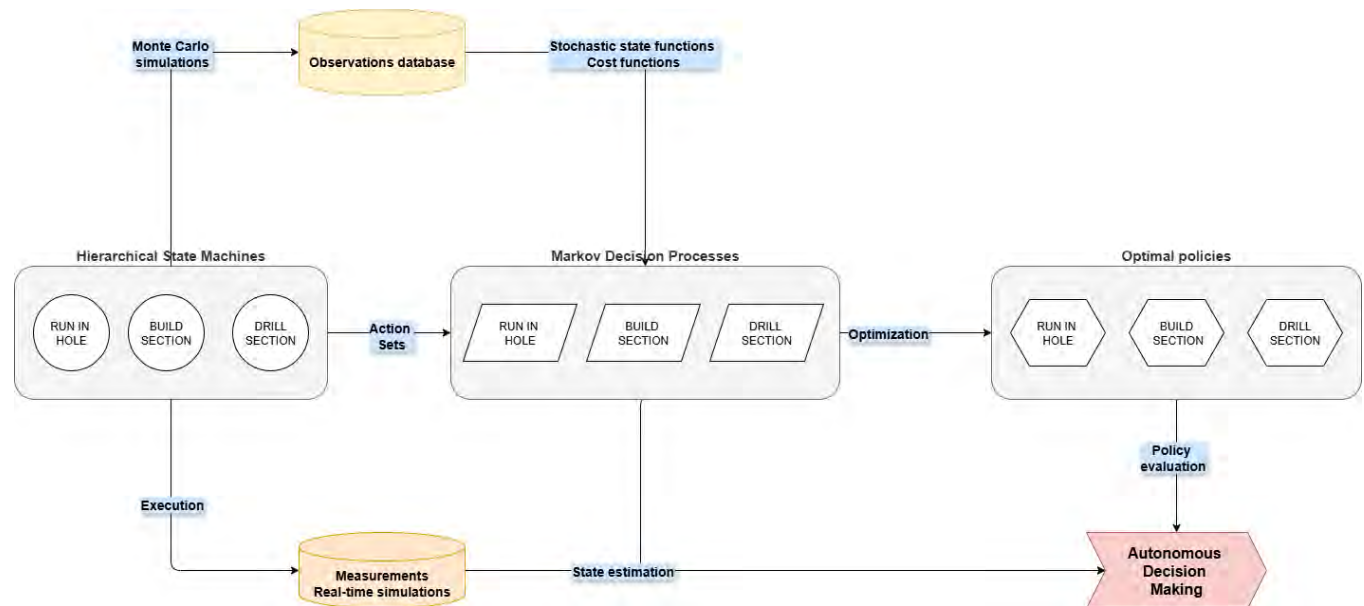 Monte Carlo
simulations
Observations database
Stochastic state functions
Cost functions
Hierarchical State Machines
RUN IN
HOLE
BUILD
SECTION
DRILL
SECTION
Action
Sets
Markov Decision Processes
RUN IN
HOLE
BUILD
SECTION
DRILL
SECTION
Optimization
Optimal policies
RUN IN
HOLE
BUILD
SECTION
DRILL
SECTION
Execution
Measurements
Real-time simulations
State estimation
Policy
evaluation
Autonomous
Decision
Making